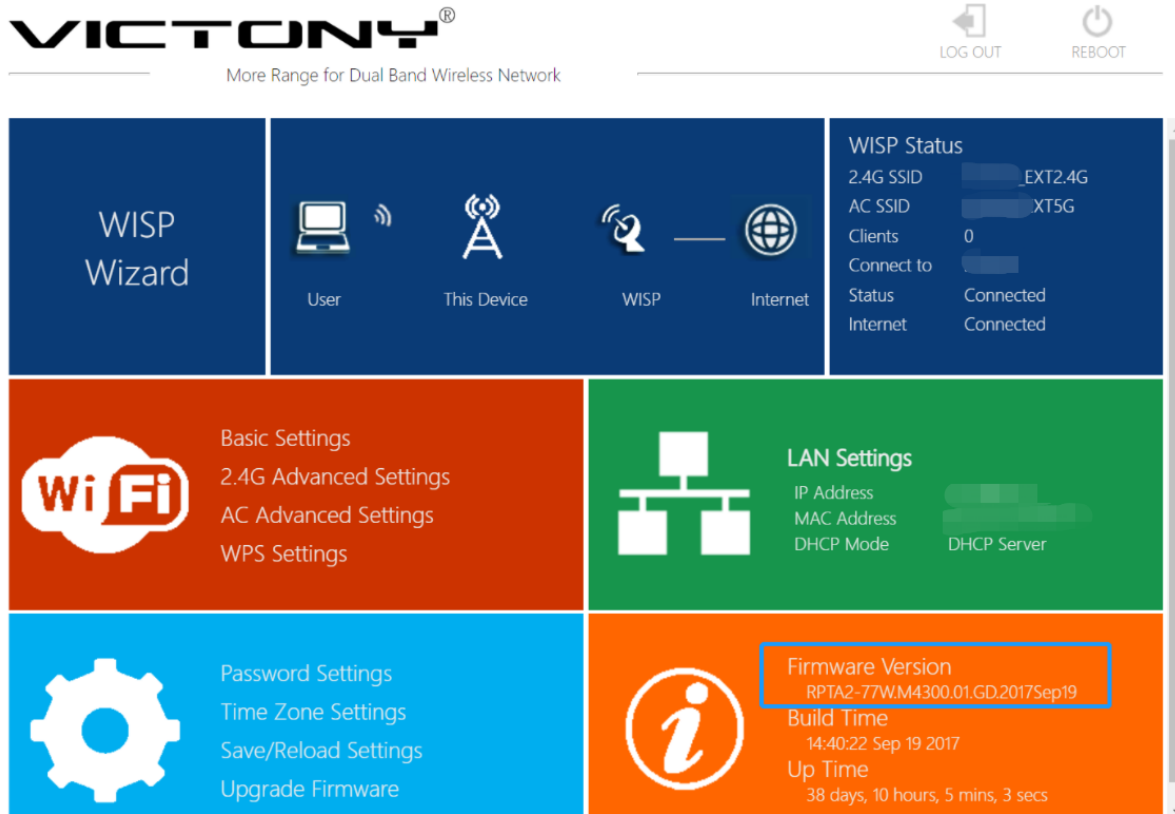 VICTONY®
More Range for Dual Band Wireless Network
LOG OUT
REBOOT
WISP
Wizard
User
This Device
WISP
Internet
WISP Status
2.4G SSID _EXT2.4G
AC SSID XT5G
Clients 0
Connect to
Status Connected
Internet Connected
WiFi
Basic Settings
2.4G Advanced Settings
AC Advanced Settings
WPS Settings
LAN Settings
IP Address
MAC Address
DHCP Mode DHCP Server
Password Settings
Time Zone Settings
Save/Reload Settings
Upgrade Firmware
i
Firmware Version
RPTA2-77W.M4300.01.GD.2017Sep19
Build Time
14:40:22 Sep 19 2017
Up Time
38 days, 10 hours, 5 mins, 3 secs